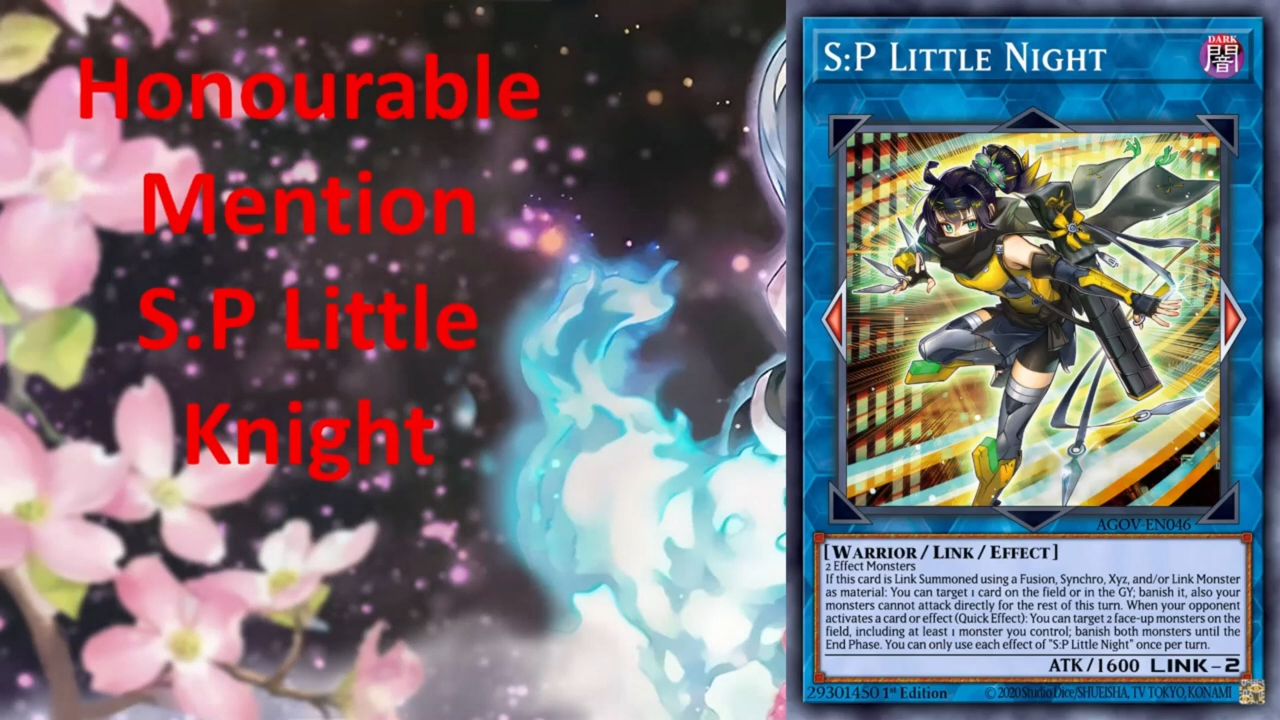 Honourable
Mention
S.P Little
Knight
S:P LITTLE NIGHT
DARK
闇
AGOV-EN046
[WARRIOR/LINK/EFFECT]
2 Effect Monsters
If this card is Link Summoned using a Fusion, Synchro, Xyz, and/or Link Monster
as material: You can target 1 card on the field or in the GY; banish it, also your
monsters cannot attack directly for the rest of this turn. When your opponent
activates a card or effect (Quick Effect): You can target 2 face-up monsters on the
field, including at least 1 monster you control; banish both monsters until the
End Phase. You can only use each effect of "S:P Little Night" once per turn.
ATK/1600 LINK-2
29301450 1st Edition ©2020 Studio Dice/SHUEISHA, TV TOKYO, KONAMI